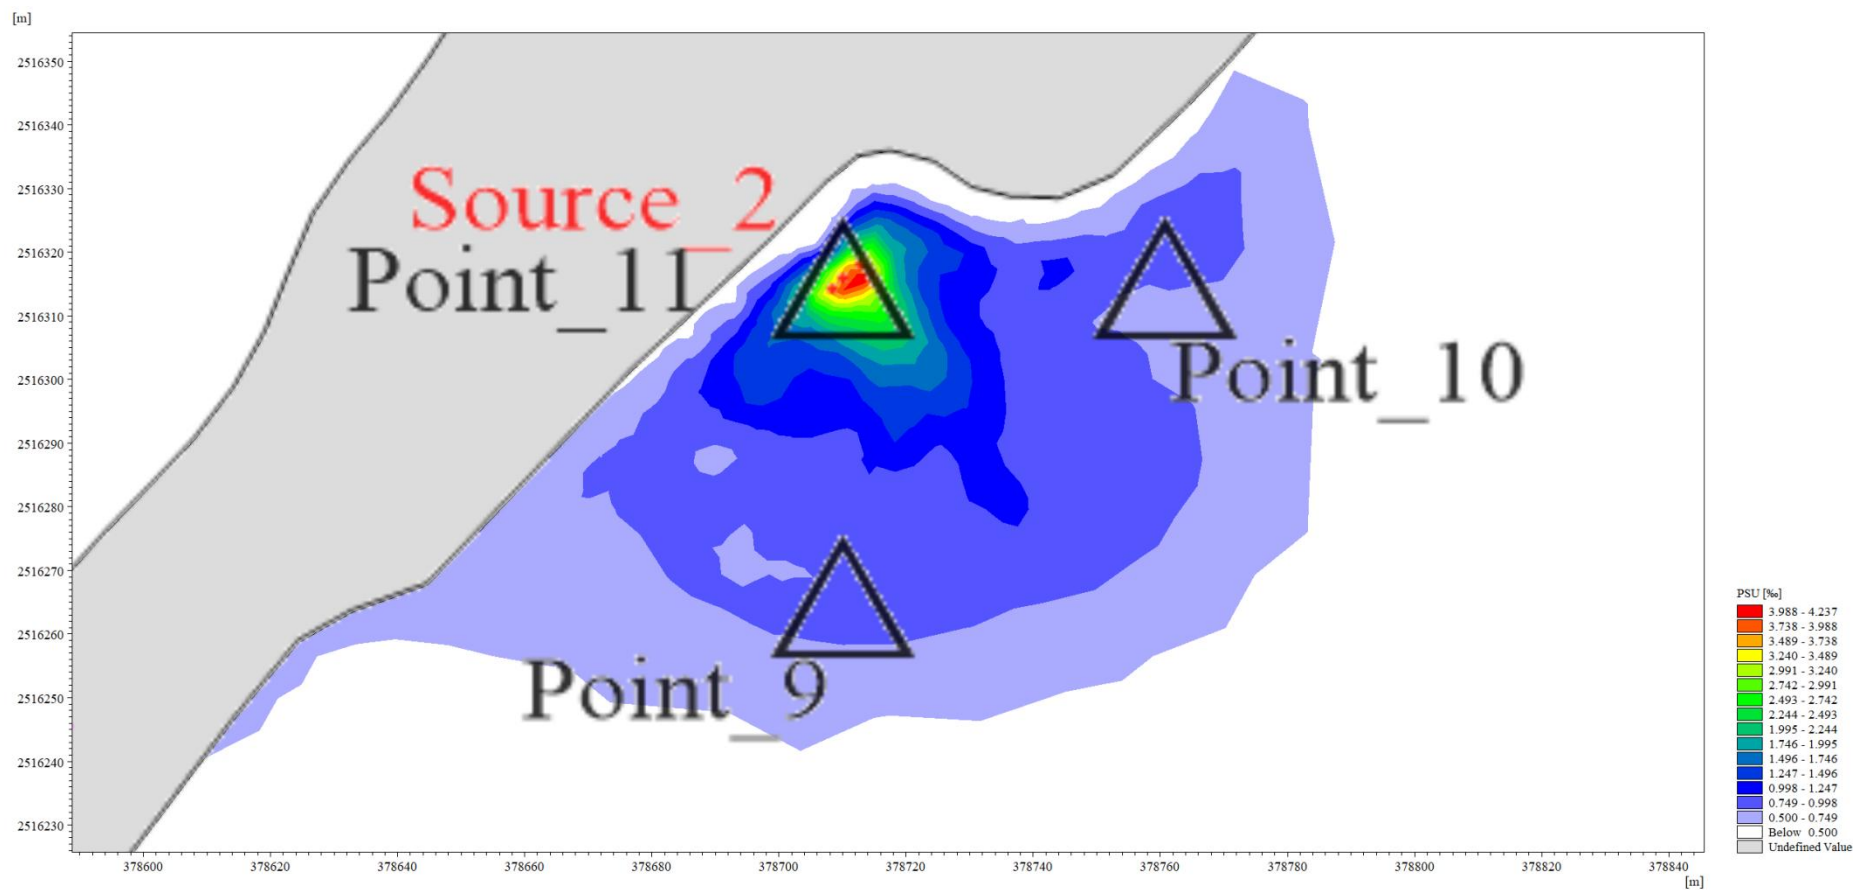 [m]
2516350
2516340
2516330
2516320
2516310
2516300
2516290
2516280
2516270
2516260
2516250
2516240
2516230
Source_2
Point_11
Point_10
Point_9
PSU [‰]
3.988 - 4.237
3.738 - 3.988
3.489 - 3.738
3.240 - 3.489
2.991 - 3.240
2.742 - 2.991
2.493 - 2.742
2.244 - 2.493
1.995 - 2.244
1.746 - 1.995
1.496 - 1.746
1.247 - 1.496
0.998 - 1.247
0.749 - 0.998
0.500 - 0.749
Below 0.500
Undefined Value
378600 378620 378640 378660 378680 378700 378720 378740 378760 378780 378800 378820 378840
[m]